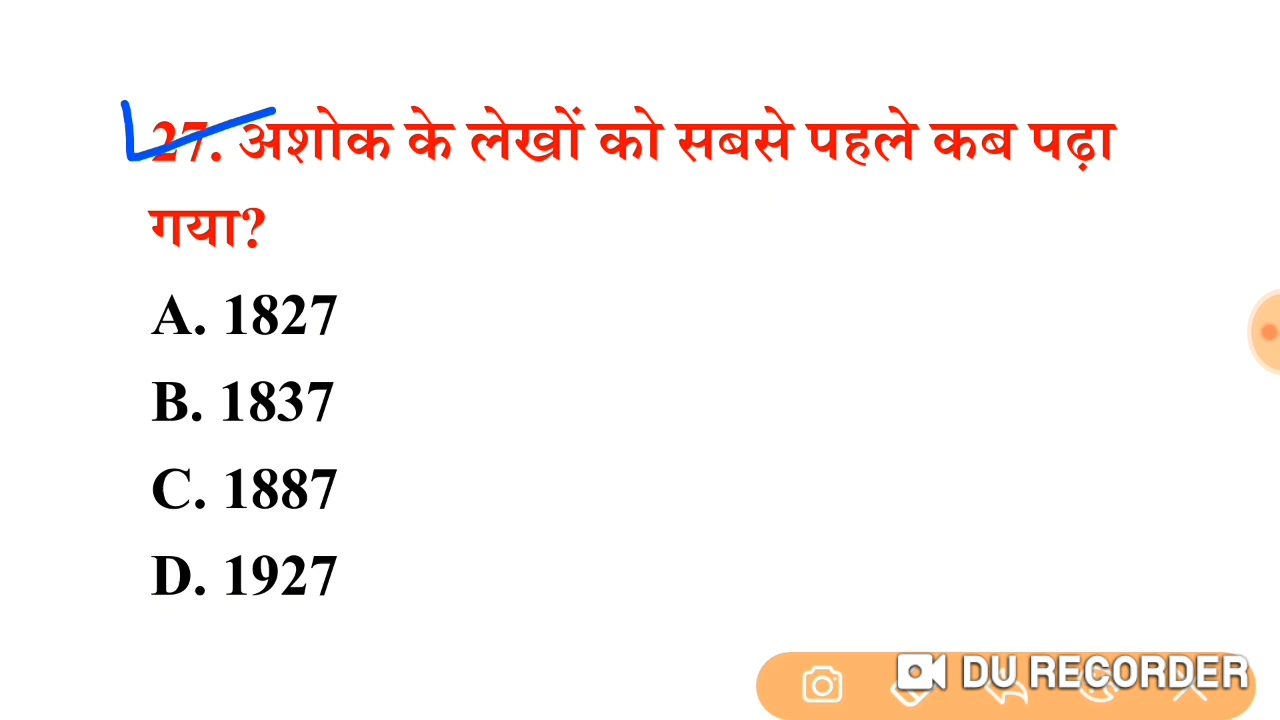 27. अशोक के लेखों को सबसे पहले कब पढ़ा
गया?
A. 1827
B. 1837
C. 1887
D. 1927
DU RECORDER